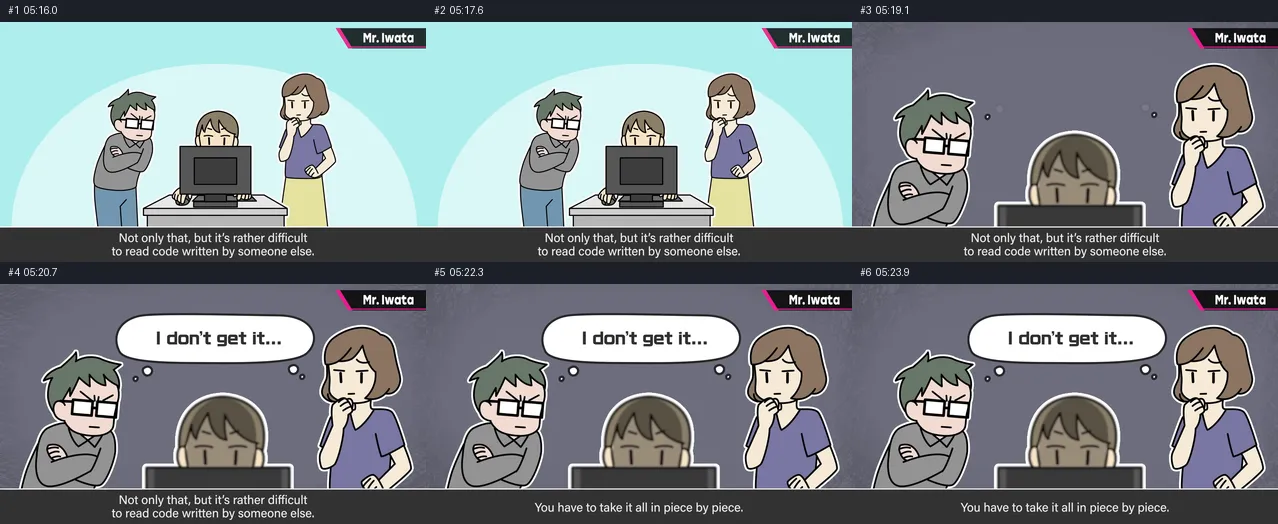 #1 05:16.0
Mr. Iwata
Not only that, but it's rather difficult
to read code written by someone else.
#2 05:17.6
Mr. Iwata
Not only that, but it's rather difficult
to read code written by someone else.
#3 05:19.1
Mr. Iwata
Not only that, but it's rather difficult
to read code written by someone else.
#4 05:20.7
Mr. Iwata
I don't get it...
Not only that, but it's rather difficult
to read code written by someone else.
#5 05:22.3
Mr. Iwata
I don't get it...
You have to take it all in piece by piece.
#6 05:23.9
Mr. Iwata
I don't get it...
You have to take it all in piece by piece.